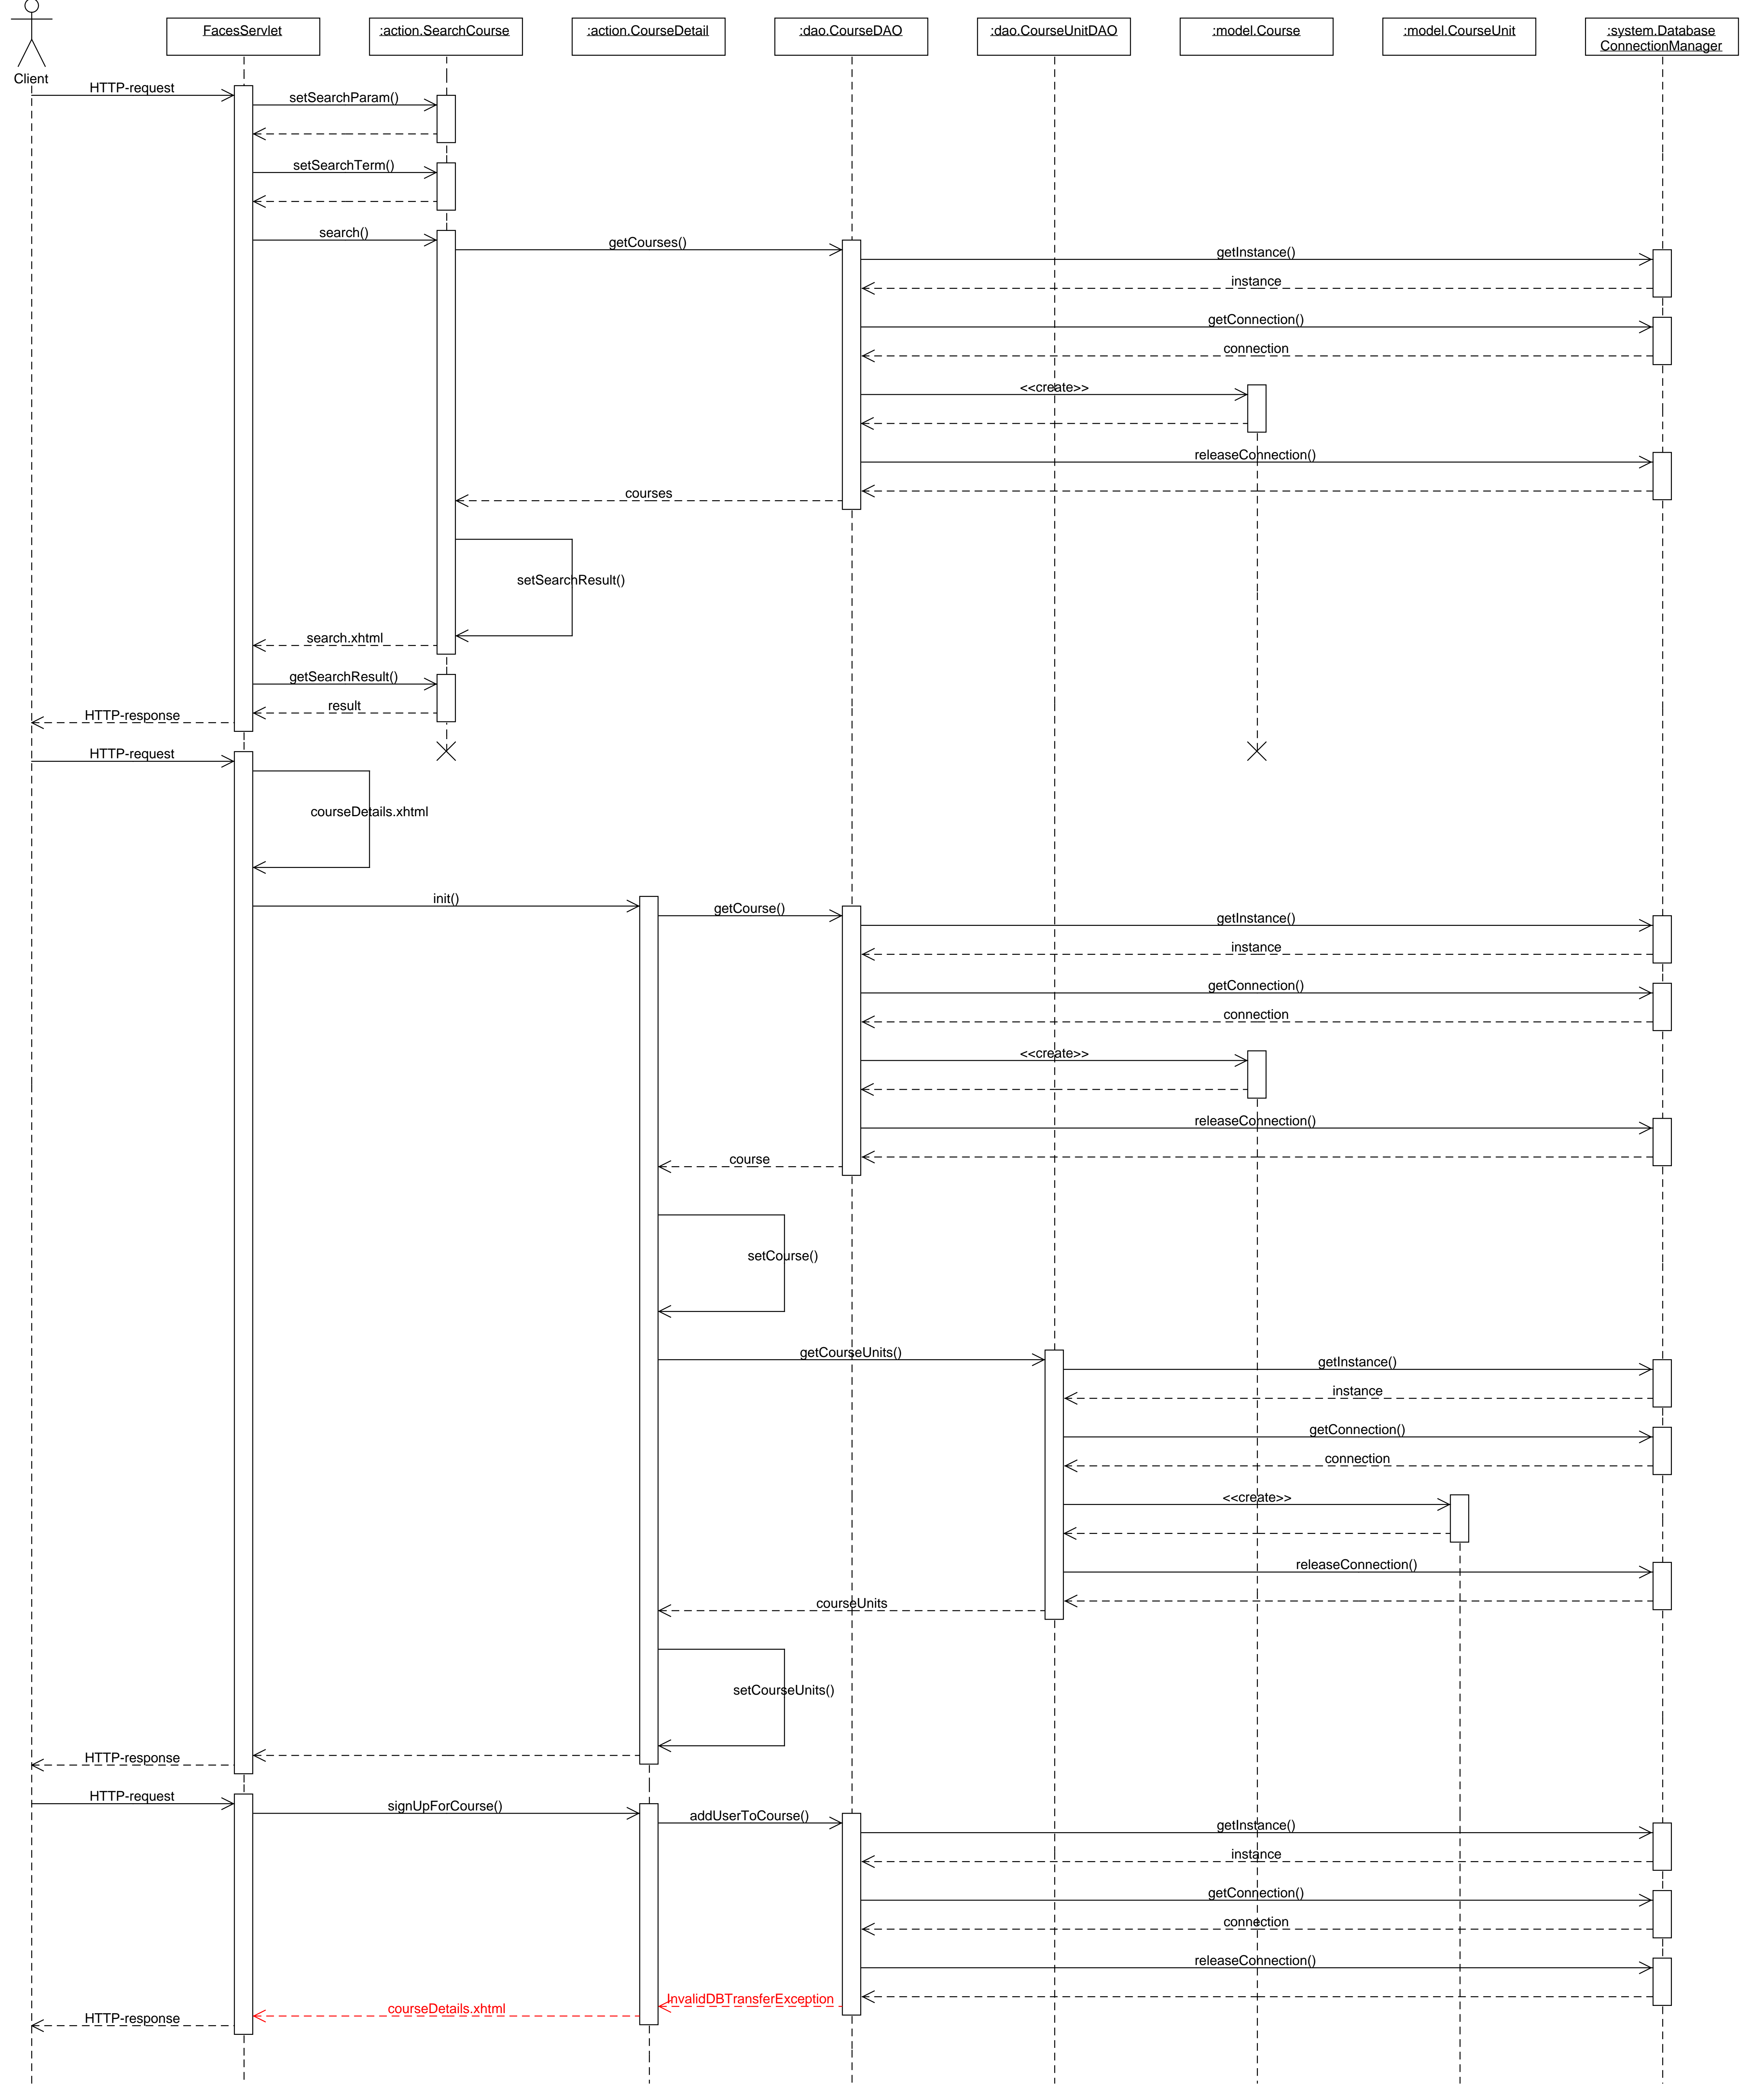 FacesServlet
:action.SearchCourse
:action.CourseDetail
:dao.CourseDAO
:dao.CourseUnitDAO
:model.Course
:model.CourseUnit
:system.Database
ConnectionManager
Client
HTTP-request
setSearchParam()
setSearchTerm()
search()
getCourses()
getInstance()
instance
getConnection()
connection
<<create>>
releaseConnection()
courses
setSearchResult()
search.xhtml
getSearchResult()
result
HTTP-response
HTTP-request
courseDetails.xhtml
init()
getCourse()
getInstance()
instance
getConnection()
connection
<<create>>
releaseConnection()
course
setCourse()
getCourseUnits()
getInstance()
instance
getConnection()
connection
<<create>>
releaseConnection()
courseUnits
setCourseUnits()
HTTP-response
HTTP-request
signUpForCourse()
addUserToCourse()
getInstance()
instance
getConnection()
connection
releaseConnection()
InvalidDBTransferException
courseDetails.xhtml
HTTP-response